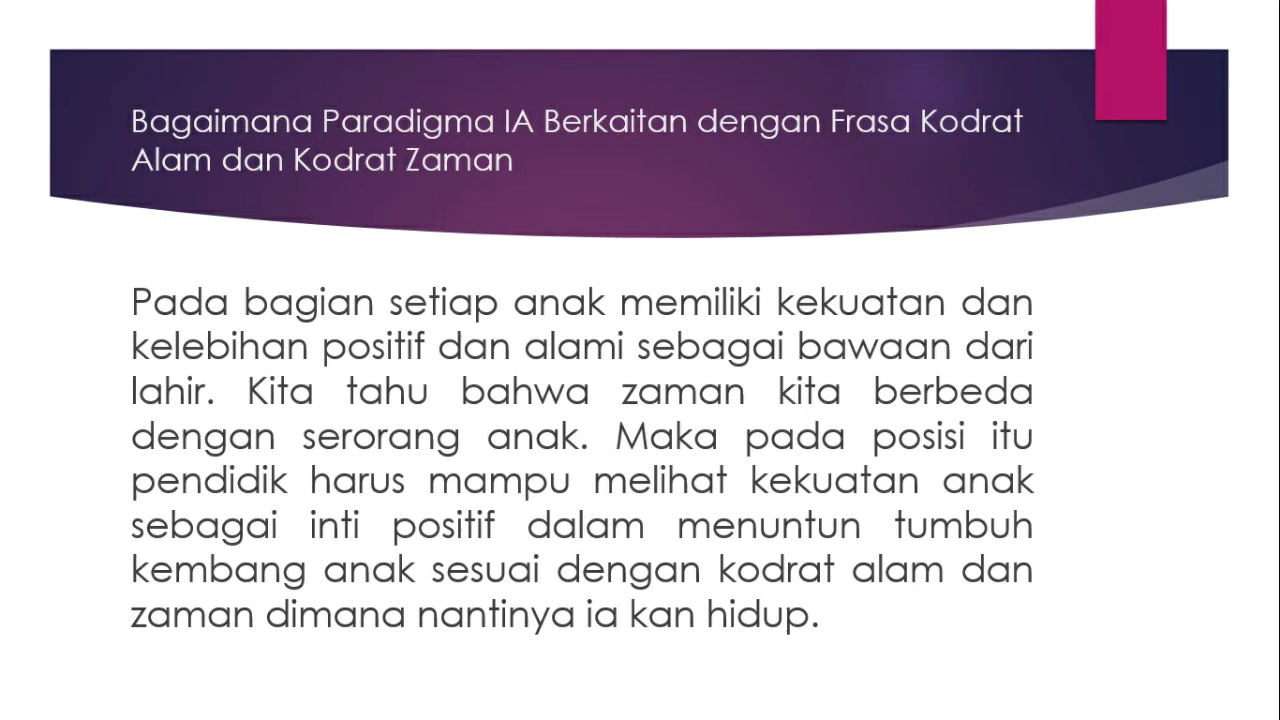 Bagaimana Paradigma IA Berkaitan dengan Frasa Kodrat
Alam dan Kodrat Zaman
Pada bagian setiap anak memiliki kekuatan dan
kelebihan positif dan alami sebagai bawaan dari
lahir. Kita tahu bahwa zaman kita berbeda
dengan serorang anak. Maka pada posisi itu
pendidik harus mampu melihat kekuatan anak
sebagai inti positif dalam menuntun tumbuh
kembang anak sesuai dengan kodrat alam dan
zaman dimana nantinya ia kan hidup.